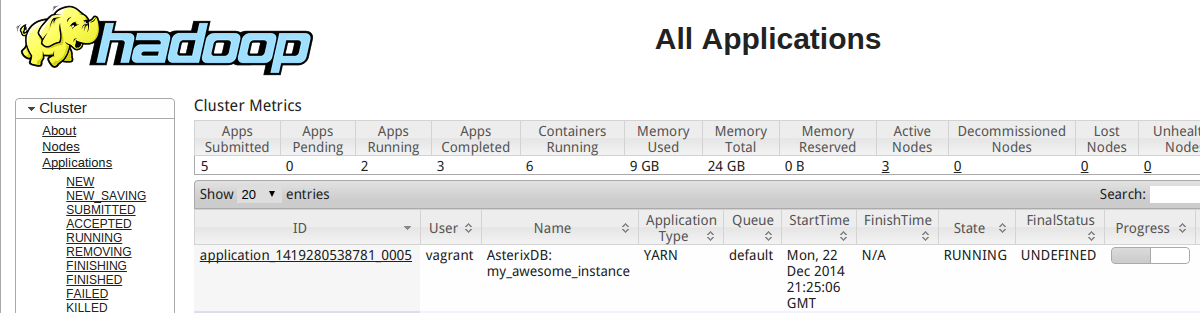 hadoop
All Applications
Cluster
About
Nodes
Applications
NEW
NEW_SAVING
SUBMITTED
ACCEPTED
RUNNING
REMOVING
FINISHING
FINISHED
FAILED
KILLED
Cluster Metrics
Apps Submitted Apps Pending Apps Running Apps Completed Containers Running Memory Used Memory Total Memory Reserved Active Nodes Decommissioned Nodes Lost Nodes Unheal Nodes
5 0 2 3 6 9 GB 24 GB 0 B 3 0 0 0
Show 20 entries Search:
ID User Name Application Type Queue StartTime FinishTime State FinalStatus Progress
application_1419280538781_0005 vagrant AsterixDB: YARN default Mon, 22 N/A RUNNING UNDEFINED
my_awesome_instance Dec 2014
21:25:06
GMT